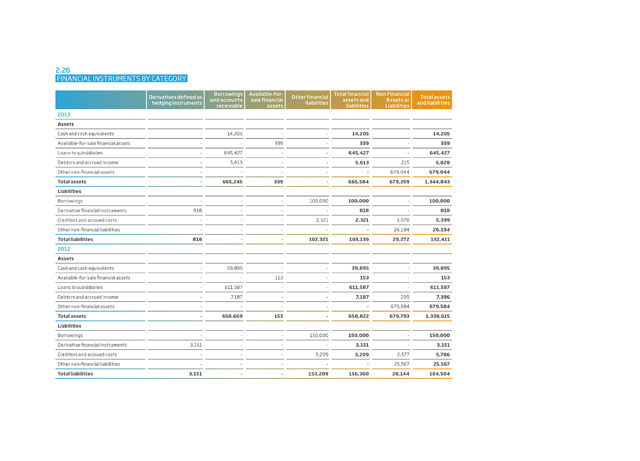 2.26
FINANCIAL INSTRUMENTS BY CATEGORY
Derivatives defined as hedging instruments Borrowings and accounts receivable Available-for-sale financial assets Other financial liabilities Total financial assets and liabilities Non Financial Assets or Liabilities Total assets and liabilities
2013
Assets
Cash and cash equivalents - 14,205 - - 14,205 - 14,205
Available-for-sale financial assets - - 339 - 339 - 339
Loans to subsidiaries - 645,427 - - 645,427 - 645,427
Debtors and accrued income - 5,613 - - 5,613 215 5,828
Other non-financial assets - - - - - 679,044 679,044
Total assets - 665,245 339 - 665,584 679,259 1,344,843
Liabilities
Borrowings - - - 100,000 100,000 - 100,000
Derivative financial instruments 818 - - - 818 - 818
Creditors and accrued costs - - - 2,321 2,321 3,078 5,399
Other non-financial liabilities - - - - - 26,194 26,194
Total liabilities 818 - - 102,321 103,139 29,272 132,411
2012
Assets
Cash and cash equivalents - 39,895 - - 39,895 - 39,895
Available-for-sale financial assets - - 153 - 153 - 153
Loans to subsidiaries - 611,587 - - 611,587 - 611,587
Debtors and accrued income - 7,187 - - 7,187 209 7,396
Other non-financial assets - - - - - 679,584 679,584
Total assets - 658,669 153 - 658,822 679,793 1,338,615
Liabilities
Borrowings - - - 150,000 150,000 - 150,000
Derivative financial instruments 3,151 - - - 3,151 - 3,151
Creditors and accrued costs - - - 3,209 3,209 2,577 5,786
Other non-financial liabilities - - - - - 25,567 25,567
Total liabilities 3,151 - - 153,209 156,360 28,144 184,504